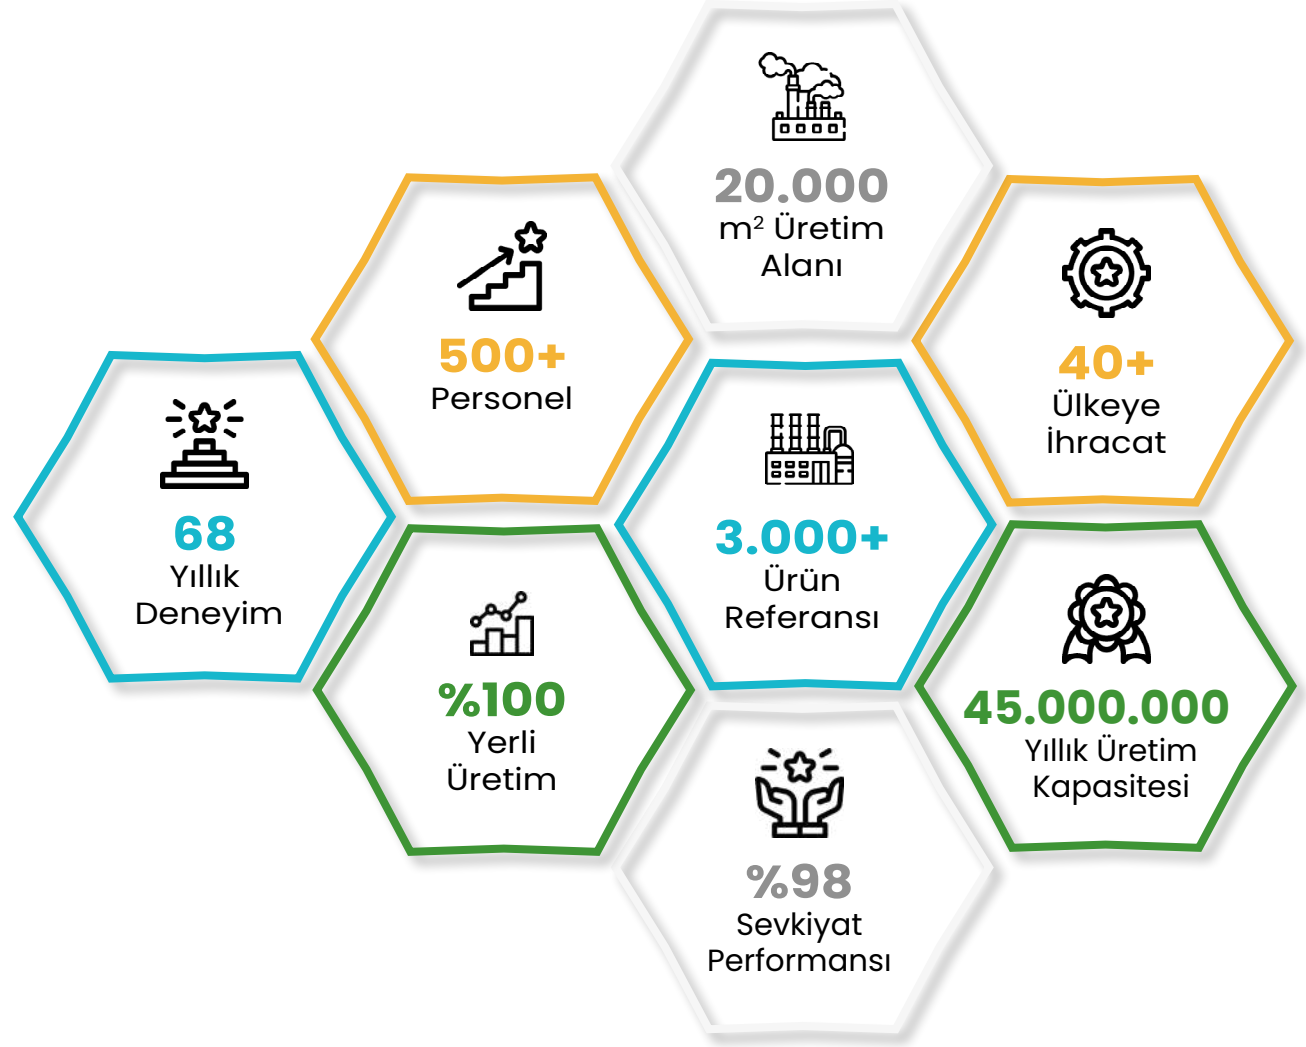 20.000
m² Üretim
Alanı
500+
Personel
40+
Ülkeye
İhracat
68
Yıllık
Deneyim
3.000+
Ürün
Referansı
%100
Yerli
Üretim
45.000.000
Yıllık Üretim
Kapasitesi
%98
Sevkiyat
Performansı